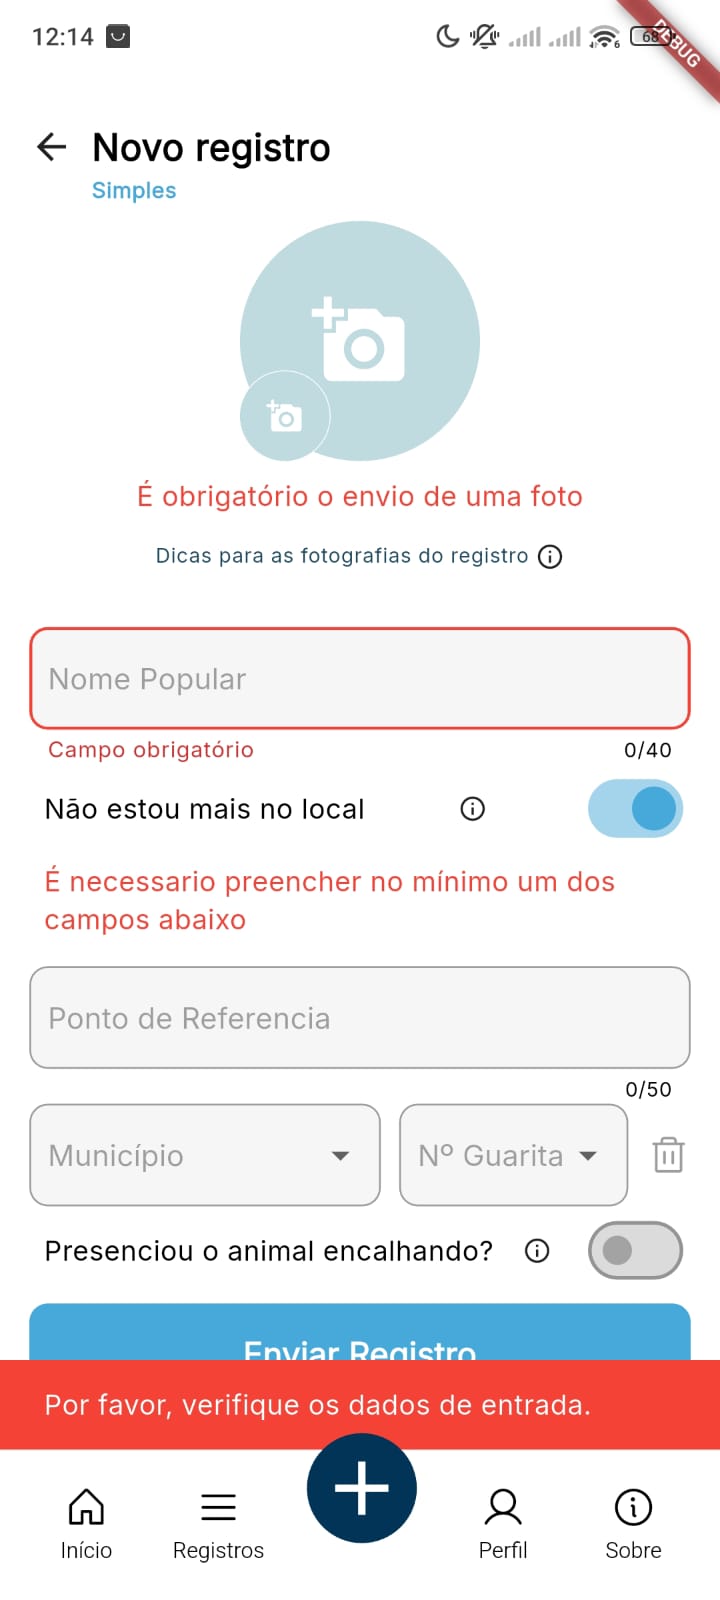 12:14
68
DEBUG
Novo registro
Simples
É obrigatório o envio de uma foto
Dicas para as fotografias do registro
Nome Popular
Campo obrigatório
0/40
Não estou mais no local
É necessario preencher no mínimo um dos
campos abaixo
Ponto de Referencia
0/50
Município
Nº Guarita
Presenciou o animal encalhando?
Enviar Registro
Por favor, verifique os dados de entrada.
Início
Registros
Perfil
Sobre